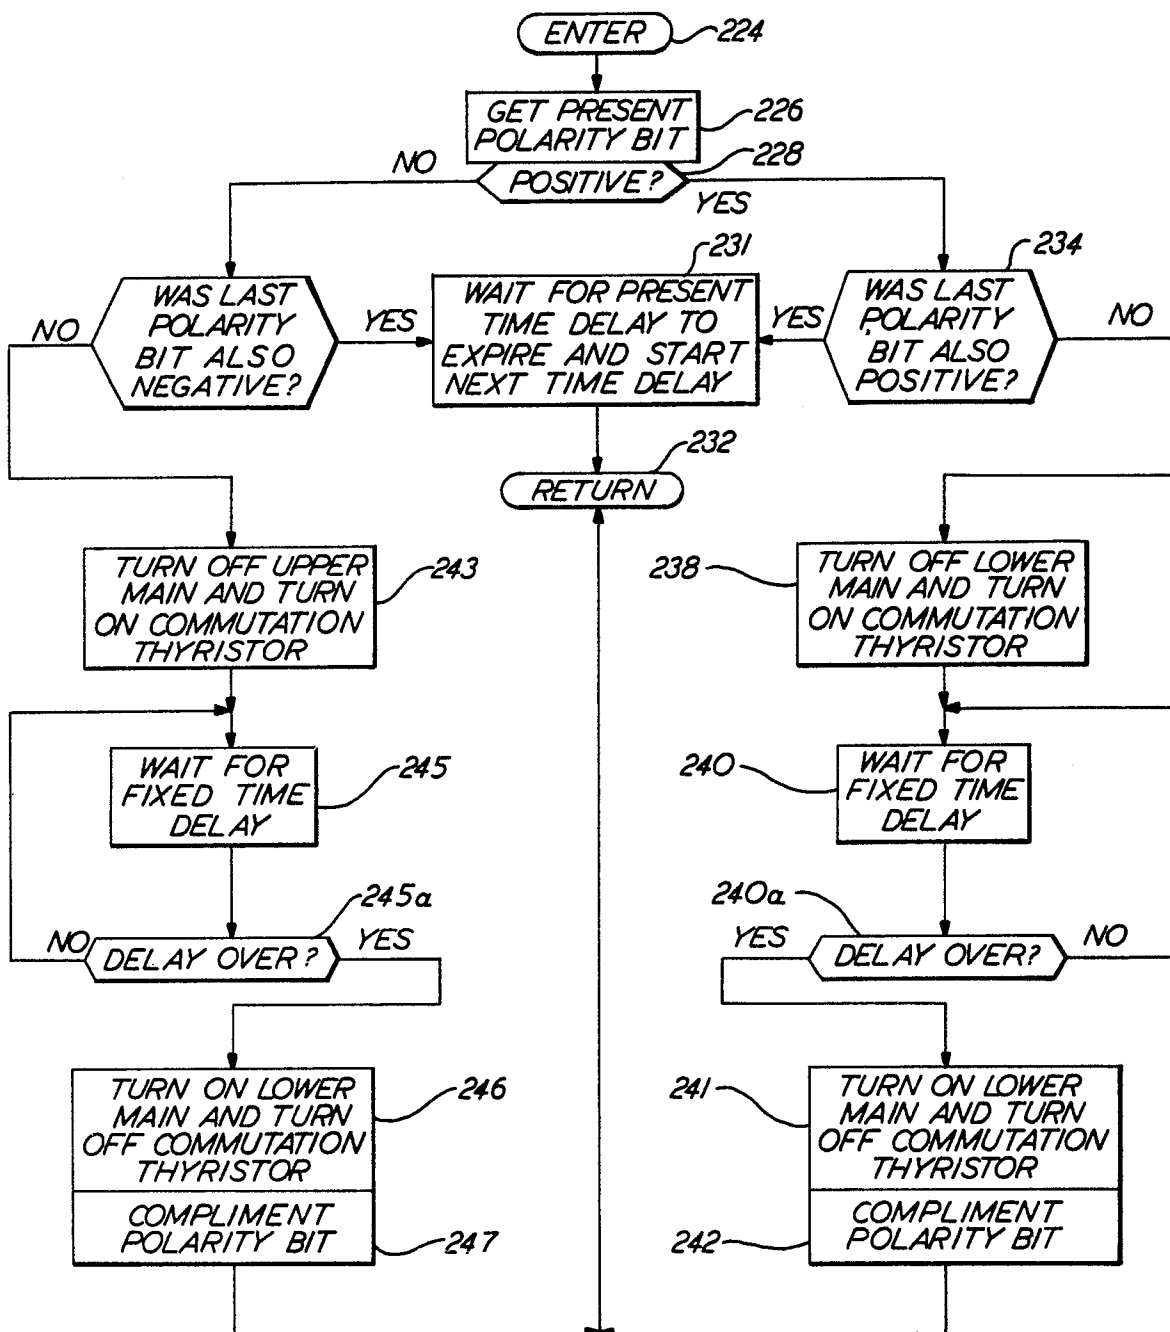 ENTER
224
GET PRESENT
POLARITY BIT
226
228
NO
POSITIVE?
YES
231
234
WAS LAST
POLARITY
BIT ALSO
NEGATIVE?
NO
YES
WAIT FOR PRESENT
TIME DELAY TO
EXPIRE AND START
NEXT TIME DELAY
YES
WAS LAST
POLARITY
BIT ALSO
POSITIVE?
NO
232
RETURN
TURN OFF UPPER
MAIN AND TURN
ON COMMUTATION
THYRISTOR
243
238
TURN OFF LOWER
MAIN AND TURN
ON COMMUTATION
THYRISTOR
WAIT FOR
FIXED TIME
DELAY
245
240
WAIT FOR
FIXED TIME
DELAY
245a
240a
NO
DELAY OVER?
YES
YES
DELAY OVER?
NO
TURN ON LOWER
MAIN AND TURN
OFF COMMUTATION
THYRISTOR
246
COMPLIMENT
POLARITY BIT
247
241
TURN ON LOWER
MAIN AND TURN
OFF COMMUTATION
THYRISTOR
242
COMPLIMENT
POLARITY BIT